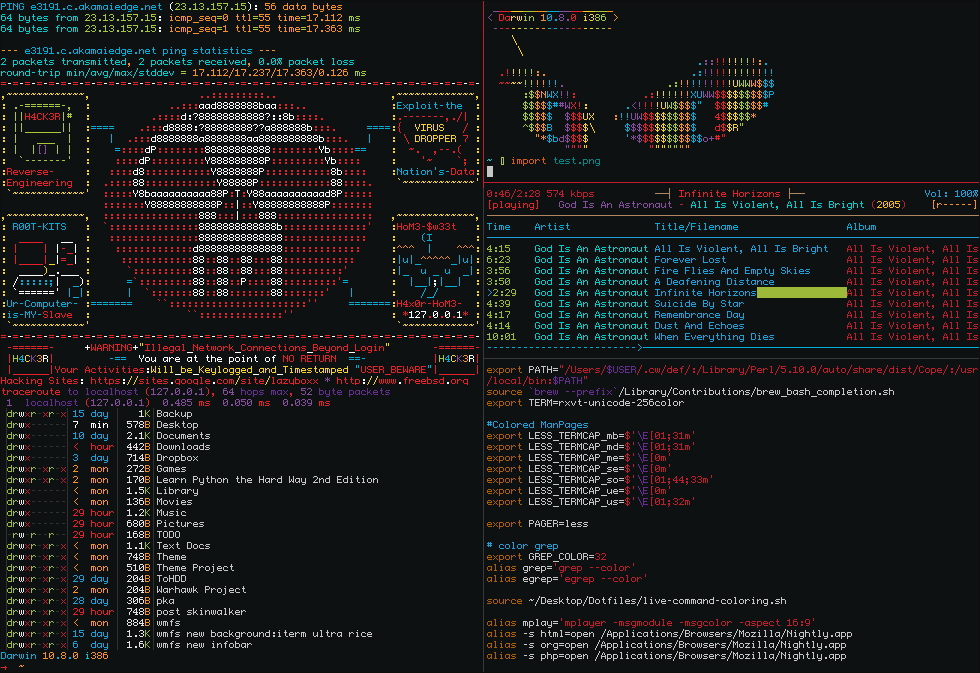 PING e3191.c.akamaiedge.net (23.13.157.15): 56 data bytes
64 bytes from 23.13.157.15: icmp_seq=0 ttl=55 time=17.112 ms
64 bytes from 23.13.157.15: icmp_seq=1 ttl=55 time=17.363 ms
--- e3191.c.akamaiedge.net ping statistics ---
2 packets transmitted, 2 packets received, 0.0% packet loss
round-trip min/avg/max/stddev = 17.112/17.237/17.363/0.126 ms
H4CK3R
Exploit-the
VIRUS
DROPPER
Reverse-
Engineering
Nation's-Data
R00T-KITS
HoM3-$w33t
Ur-Computer-
is-MY-Slave
H4x0r-HoM3-
*127.0.0.1*
+WARNING+"Illegal_Network_Connections_Beyond_Login"
|H4CK3R| -== You are at the point of NO RETURN ==- |H4CK3R|
|Your Activities:Will_be_Keylogged_and_Timestamped "USER_BEWARE"|
Hacking Sites: https://sites.google.com/site/lazyboxx * http://www.freebsd.org
traceroute to localhost (127.0.0.1), 64 hops max, 52 byte packets
1 localhost (127.0.0.1) 0.485 ms 0.050 ms 0.039 ms
drwxr-xr-x 15 day 1K Backup
drwx------ 7 min 578B Desktop
drwx------ 10 day 2.1K Documents
drwx------ < hour 442B Downloads
drwx------ 3 day 714B Dropbox
drwxr-xr-x 2 mon 272B Games
drwxr-xr-x 2 mon 170B Learn Python the Hard Way 2nd Edition
drwx------ < mon 1.5K Library
drwx------ < mon 136B Movies
drwx------ 29 hour 1.2K Music
drwx------ 29 hour 680B Pictures
-rw-r--r-- 29 hour 168B TODO
drwxr-xr-x < mon 1.1K Text Docs
drwxr-xr-x < mon 748B Theme
drwxr-xr-x < mon 510B Theme Project
drwxr-xr-x 29 day 204B ToHDD
drwxr-xr-x 2 mon 204B Warhawk Project
drwxr-xr-x 28 day 306B pka
drwxr-xr-x 29 hour 748B post skinwalker
drwxr-xr-x < mon 884B wmfs
drwxr-xr-x 15 day 1.3K wmfs new background:iterm ultra rice
drwxr-xr-x 6 day 1.6K wmfs new infobar
Darwin 10.8.0 i386
→ ~
< Darwin 10.8.0 i386 >
~ import test.png
0:46/2:28 574 kbps ──┤ Infinite Horizons ├── Vol: 100%
[playing] God Is An Astronaut - All Is Violent, All Is Bright (2005) [r-----]
Time Artist Title/Filename Album
4:15 God Is An Astronaut All Is Violent, All Is Bright All Is Violent, All Is
6:23 God Is An Astronaut Forever Lost All Is Violent, All Is
3:56 God Is An Astronaut Fire Flies And Empty Skies All Is Violent, All Is
3:50 God Is An Astronaut A Deafening Distance All Is Violent, All Is
>2:29 God Is An Astronaut Infinite Horizons All Is Violent, All Is
4:39 God Is An Astronaut Suicide By Star All Is Violent, All Is
4:17 God Is An Astronaut Remembrance Day All Is Violent, All Is
4:14 God Is An Astronaut Dust And Echoes All Is Violent, All Is
10:01 God Is An Astronaut When Everything Dies All Is Violent, All Is
export PATH="/Users/$USER/.cw/def/:/Library/Perl/5.10.0/auto/share/dist/Cope/:/usr
/local/bin:$PATH"
source `brew --prefix`/Library/Contributions/brew_bash_completion.sh
export TERM=rxvt-unicode-256color
#Colored ManPages
export LESS_TERMCAP_mb=$'\E[01;31m'
export LESS_TERMCAP_md=$'\E[01;31m'
export LESS_TERMCAP_me=$'\E[0m'
export LESS_TERMCAP_se=$'\E[0m'
export LESS_TERMCAP_so=$'\E[01;44;33m'
export LESS_TERMCAP_ue=$'\E[0m'
export LESS_TERMCAP_us=$'\E[01;32m'
export PAGER=less
# color grep
export GREP_COLOR=32
alias grep='grep --color'
alias egrep='egrep --color'
source ~/Desktop/Dotfiles/live-command-coloring.sh
alias mplay='mplayer -msgmodule -msgcolor -aspect 16:9'
alias -s html=open /Applications/Browsers/Mozilla/Nightly.app
alias -s org=open /Applications/Browsers/Mozilla/Nightly.app
alias -s php=open /Applications/Browsers/Mozilla/Nightly.app